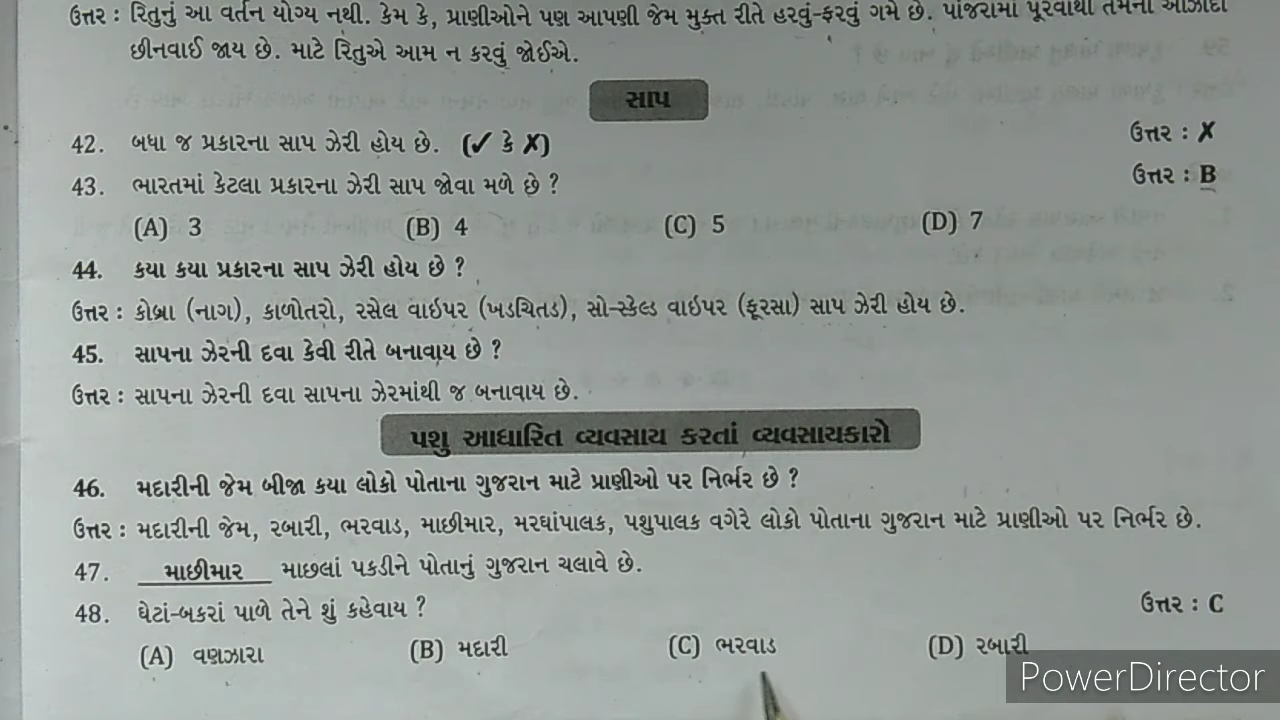 ઉત્તર : રિતુનું આ વર્તન યોગ્ય નથી. કેમ કે, પ્રાણીઓને પણ આપણી જેમ મુક્ત રીતે હરવું-ફરવું ગમે છે. પાંજરામાં પૂરવાથી તેમની આઝાદી
છીનવાઈ જાય છે. માટે રિતુએ આમ ન કરવું જોઈએ.
સાપ
42. બધા જ પ્રકારના સાપ ઝેરી હોય છે. (✓ કે ✗) ઉત્તર : ✗
43. ભારતમાં કેટલા પ્રકારના ઝેરી સાપ જોવા મળે છે ? ઉત્તર : B
(A) 3 (B) 4 (C) 5 (D) 7
44. કયા કયા પ્રકારના સાપ ઝેરી હોય છે ?
ઉત્તર : કોબ્રા (નાગ), કાળોતરો, રસેલ વાઇપર (ખડચિતડ), સો-સ્કેલ્ડ વાઇપર (ફૂરસા) સાપ ઝેરી હોય છે.
45. સાપના ઝેરની દવા કેવી રીતે બનાવાય છે ?
ઉત્તર : સાપના ઝેરની દવા સાપના ઝેરમાંથી જ બનાવાય છે.
પશુ આધારિત વ્યવસાય કરતાં વ્યવસાયકારો
46. મદારીની જેમ બીજા કયા લોકો પોતાના ગુજરાન માટે પ્રાણીઓ પર નિર્ભર છે ?
ઉત્તર : મદારીની જેમ, રબારી, ભરવાડ, માછીમાર, મરઘાંપાલક, પશુપાલક વગેરે લોકો પોતાના ગુજરાન માટે પ્રાણીઓ પર નિર્ભર છે.
47. માછીમાર માછલાં પકડીને પોતાનું ગુજરાન ચલાવે છે.
48. ઘેટાં-બકરાં પાળે તેને શું કહેવાય ? ઉત્તર : C
(A) વણઝારા (B) મદારી (C) ભરવાડ (D) રબારી
PowerDirector